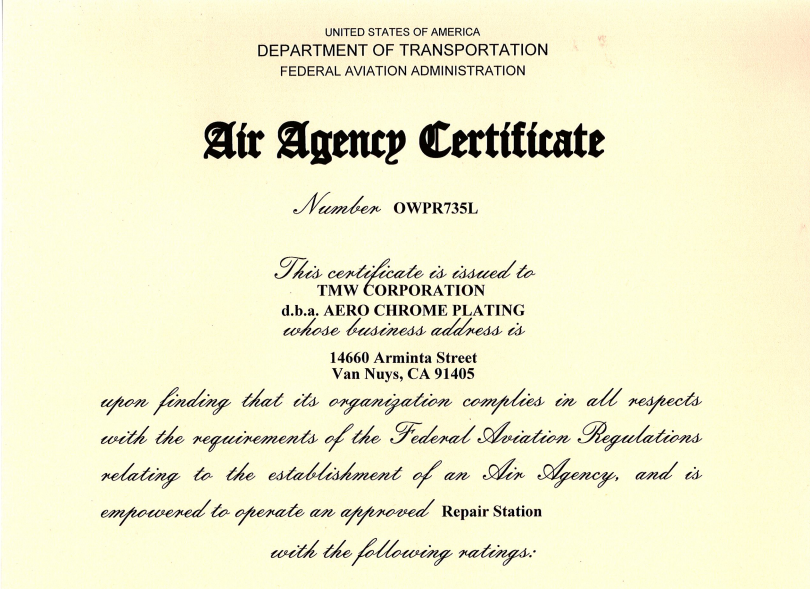 UNITED STATES OF AMERICA
DEPARTMENT OF TRANSPORTATION
FEDERAL AVIATION ADMINISTRATION
Air Agency Certificate
Number OWPR735L
This certificate is issued to
TMW CORPORATION
d.b.a. AERO CHROME PLATING
whose business address is
14660 Arminta Street
Van Nuys, CA 91405
upon finding that its organization complies in all respects
with the requirements of the Federal Aviation Regulations
relating to the establishment of an Air Agency, and is
empowered to operate an approved Repair Station
with the following ratings: